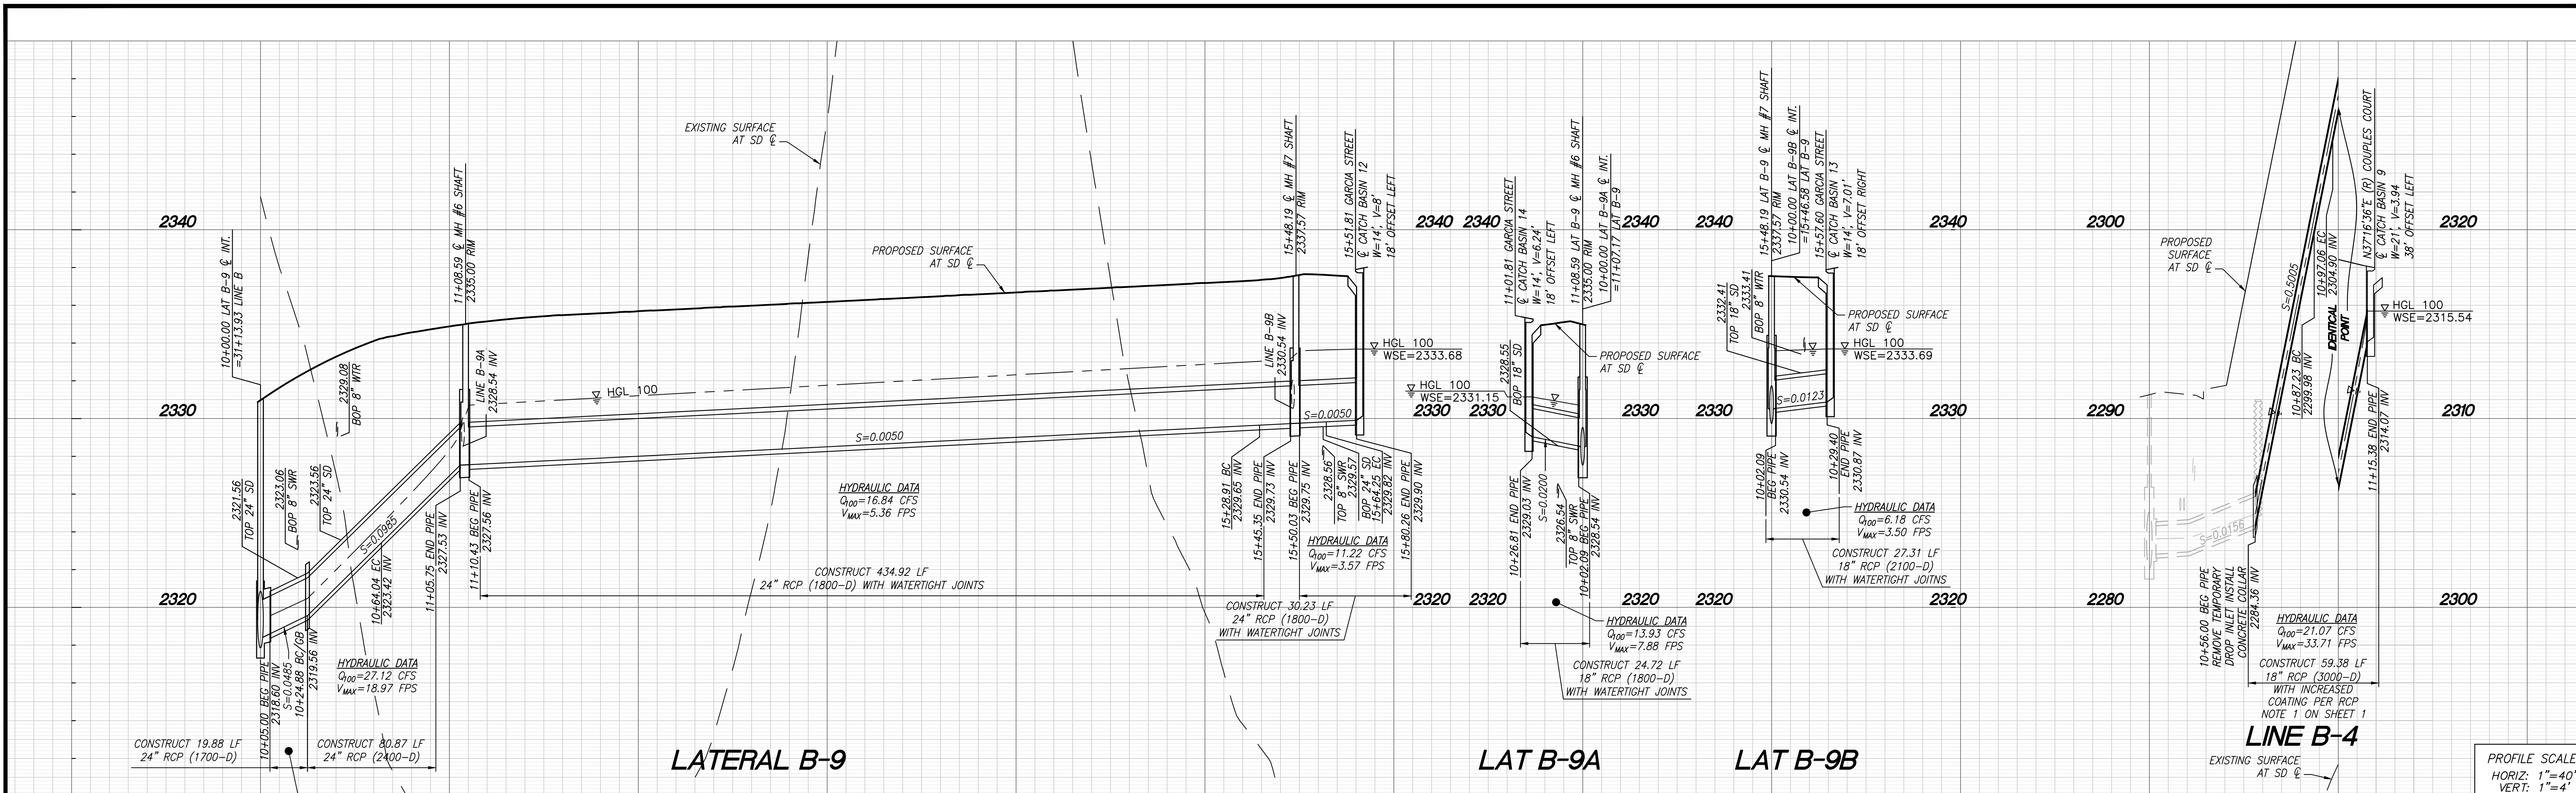 EXISTING SURFACE
AT SD ℄
10+00.00 LAT B-9 ℄ INT.
=31+13.93 LINE B
11+08.59 ℄ MH #6 SHAFT
2335.00 RIM
PROPOSED SURFACE
AT SD ℄
15+48.19 ℄ MH #7 SHAFT
2337.57 RIM
15+51.81 GARCIA STREET
℄ CATCH BASIN 12
W=14', V=8'
18' OFFSET LEFT
2340
2330
2320
2329.08
BOP 8" WTR
LINE B-9A
2328.54 INV
HGL 100
LINE B-9B
2330.54 INV
HGL 100
WSE=2333.68
2321.56
TOP 24" SD
2323.06
BOP 8" SWR
2323.56
TOP 24" SD
S=0.0985
S=0.0050
S=0.0050
10+64.04 EC
2323.42 INV
11+05.75 END PIPE
2327.53 INV
11+10.43 BEG PIPE
2327.56 INV
HYDRAULIC DATA
Q100=16.84 CFS
VMAX=5.36 FPS
15+28.91 BC
2329.65 INV
15+45.35 END PIPE
2329.73 INV
15+50.03 BEG PIPE
2329.75 INV
2328.56
TOP 8" SWR
2329.57
BOP 24" SD
15+64.25 EC
2329.82 INV
15+80.26 END PIPE
2329.90 INV
CONSTRUCT 434.92 LF
24" RCP (1800-D) WITH WATERTIGHT JOINTS
HYDRAULIC DATA
Q100=11.22 CFS
VMAX=3.57 FPS
CONSTRUCT 30.23 LF
24" RCP (1800-D)
WITH WATERTIGHT JOINTS
10+05.00 BEG PIPE
2318.60 INV
S=0.0485
10+24.88 BC/GB
2319.56 INV
HYDRAULIC DATA
Q100=27.12 CFS
VMAX=18.97 FPS
CONSTRUCT 19.88 LF
24" RCP (1700-D)
CONSTRUCT 80.87 LF
24" RCP (2400-D)
LATERAL B-9
2340
2330
2320
2340
2330
2320
11+01.81 GARCIA STREET
℄ CATCH BASIN 14
W=14', V=6.24'
18' OFFSET LEFT
11+08.59 LAT B-9 ℄ MH #6 SHAFT
2335.00 RIM
10+00.00 LAT B-9A ℄ INT.
=11+07.17 LAT B-9
2328.55
BOP 18" SD
HGL 100
WSE=2331.15
PROPOSED SURFACE
AT SD ℄
10+26.81 END PIPE
2329.03 INV
S=0.0200
2326.54
TOP 8" SWR
10+02.09 BEG PIPE
2328.54 INV
HYDRAULIC DATA
Q100=13.93 CFS
VMAX=7.88 FPS
CONSTRUCT 24.72 LF
18" RCP (1800-D)
WITH WATERTIGHT JOINTS
LAT B-9A
2340
2330
2320
2340
2330
2320
15+48.19 LAT B-9 ℄ MH #7 SHAFT
2337.57 RIM
10+00.00 LAT B-9B ℄ INT.
=15+46.58 LAT B-9
15+57.60 GARCIA STREET
℄ CATCH BASIN 13
W=14', V=7.01'
18' OFFSET RIGHT
2332.41
TOP 18" SD
2333.41
BOP 8" WTR
PROPOSED SURFACE
AT SD ℄
HGL 100
WSE=2333.69
S=0.0123
10+02.09
BEG PIPE
2330.54 INV
10+29.40
END PIPE
2330.87 INV
HYDRAULIC DATA
Q100=6.18 CFS
VMAX=3.50 FPS
CONSTRUCT 27.31 LF
18" RCP (2100-D)
WITH WATERTIGHT JOITNS
LAT B-9B
2340
2330
2320
2300
2290
2280
PROPOSED
SURFACE
AT SD ℄
S=0.5005
10+87.23 BC
2299.98 INV
IDENTICAL
POINT
10+97.06 EC
2304.90 INV
N37°16'36"E (R) COUPLES COURT
℄ CATCH BASIN 9
W=21', V=3.94
38' OFFSET LEFT
HGL 100
WSE=2315.54
11+15.38 END PIPE
2314.07 INV
S=0.0156
10+56.00 BEG PIPE
REMOVE TEMPORARY
DROP INLET INSTALL
CONCRETE COLLAR
2284.36 INV
HYDRAULIC DATA
Q100=21.07 CFS
VMAX=33.71 FPS
CONSTRUCT 59.38 LF
18" RCP (3000-D)
WITH INCREASED
COATING PER RCP
NOTE 1 ON SHEET 1
LINE B-4
EXISTING SURFACE
AT SD ℄
2320
2310
2300
PROFILE SCALE
HORIZ: 1"=40'
VERT: 1"=4'